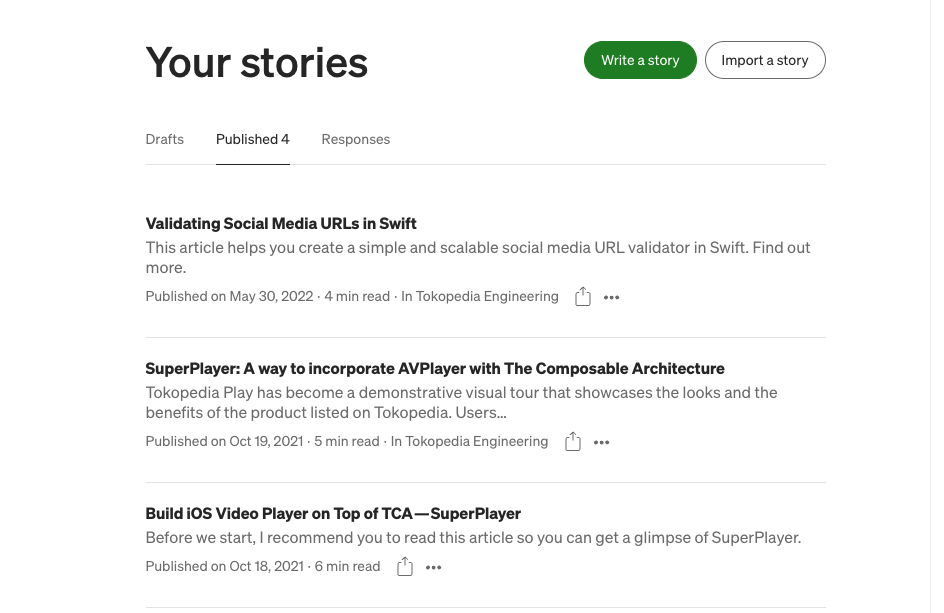 Your stories
Write a story
Import a story
Drafts
Published 4
Responses
Validating Social Media URLs in Swift
This article helps you create a simple and scalable social media URL validator in Swift. Find out
more.
Published on May 30, 2022 · 4 min read · In Tokopedia Engineering
SuperPlayer: A way to incorporate AVPlayer with The Composable Architecture
Tokopedia Play has become a demonstrative visual tour that showcases the looks and the
benefits of the product listed on Tokopedia. Users…
Published on Oct 19, 2021 · 5 min read · In Tokopedia Engineering
Build iOS Video Player on Top of TCA — SuperPlayer
Before we start, I recommend you to read this article so you can get a glimpse of SuperPlayer.
Published on Oct 18, 2021 · 6 min read